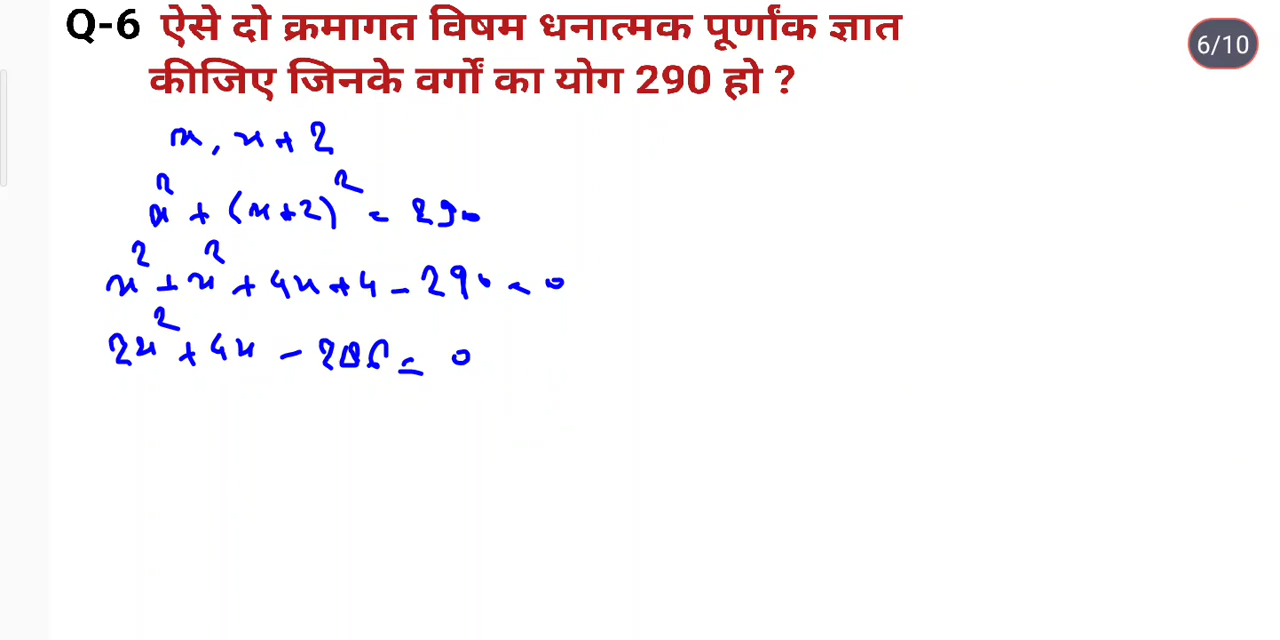 Q-6 ऐसे दो क्रमागत विषम धनात्मक पूर्णांक ज्ञात
6/10
कीजिए जिनके वर्गों का योग 290 हो ?
x, x + 2
x² + (x+2)² = 290
x² + x² + 4x + 4 - 290 = 0
2x² + 4x - 286 = 0